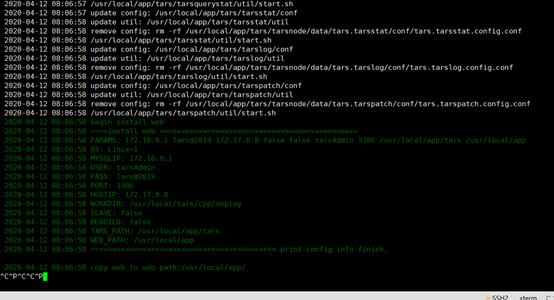 2020-04-12 08:06:57 /usr/local/app/tars/tarsquerystat/util/start.sh
2020-04-12 08:06:57 update config: /usr/local/app/tars/tarsstat/conf
2020-04-12 08:06:58 update util: /usr/local/app/tars/tarsstat/util
2020-04-12 08:06:58 remove config: rm -rf /usr/local/app/tars/tarsnode/data/tars.tarsstat/conf/tars.tarsstat.config.conf
2020-04-12 08:06:58 /usr/local/app/tars/tarsstat/util/start.sh
2020-04-12 08:06:58 update config: /usr/local/app/tars/tarslog/conf
2020-04-12 08:06:58 update util: /usr/local/app/tars/tarslog/util
2020-04-12 08:06:58 remove config: rm -rf /usr/local/app/tars/tarsnode/data/tars.tarslog/conf/tars.tarslog.config.conf
2020-04-12 08:06:58 /usr/local/app/tars/tarslog/util/start.sh
2020-04-12 08:06:58 update config: /usr/local/app/tars/tarspatch/conf
2020-04-12 08:06:58 update util: /usr/local/app/tars/tarspatch/util
2020-04-12 08:06:58 remove config: rm -rf /usr/local/app/tars/tarsnode/data/tars.tarspatch/conf/tars.tarspatch.config.conf
2020-04-12 08:06:58 /usr/local/app/tars/tarspatch/util/start.sh
2020-04-12 08:06:58 begin install web
2020-04-12 08:06:58 ===>install web >>>>>>>>>>>>>>>>>>>>>>>>>>>>>>>>>>>>>>>>>>>>>>>
2020-04-12 08:06:58 PARAMS: 172.18.0.1 Tars@2019 172.17.0.8 false false tarsAdmin 3306 /usr/local/app/tars /usr/local/app
2020-04-12 08:06:58 OS: Linux=1
2020-04-12 08:06:58 MYSQLIP: 172.18.0.1
2020-04-12 08:06:58 USER: tarsAdmin
2020-04-12 08:06:58 PASS: Tars@2019
2020-04-12 08:06:58 PORT: 3306
2020-04-12 08:06:58 HOSTIP: 172.17.0.8
2020-04-12 08:06:58 WORKDIR: /usr/local/tars/cpp/deploy
2020-04-12 08:06:58 SLAVE: false
2020-04-12 08:06:58 REBUILD: false
2020-04-12 08:06:58 TARS_PATH: /usr/local/app/tars
2020-04-12 08:06:58 WEB_PATH: /usr/local/app
2020-04-12 08:06:58 ===<<<<<<<<<<<<<<<<<<<<<<<<<<<<<<<<<<<<<<<<< print config info finish.
2020-04-12 08:06:58 copy web to web path:/usr/local/app/
^C^P^C^C^P
SSH2 xterm